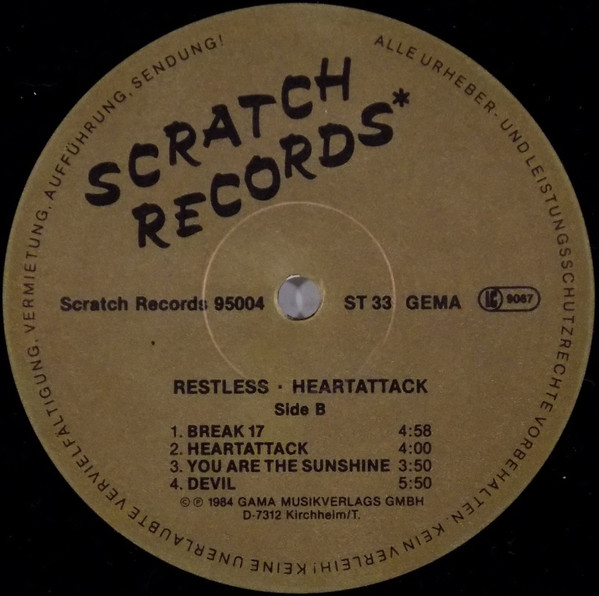 ALLE URHEBER- UND LEISTUNGSSCHUTZRECHTE VORBEHALTEN. KEIN VERLEIH! KEINE UNERLAUBTE VERVIELFÄLTIGUNG, VERMIETUNG, AUFFÜHRUNG, SENDUNG!
SCRATCH
RECORDS*
Scratch Records 95004 ST 33 GEMA LC 9067
RESTLESS · HEARTATTACK
Side B
1. BREAK 17 4:58
2. HEARTATTACK 4:00
3. YOU ARE THE SUNSHINE 3:50
4. DEVIL 5:50
© ℗ 1984 GAMA MUSIKVERLAGS GMBH
D-7312 Kirchheim/T.